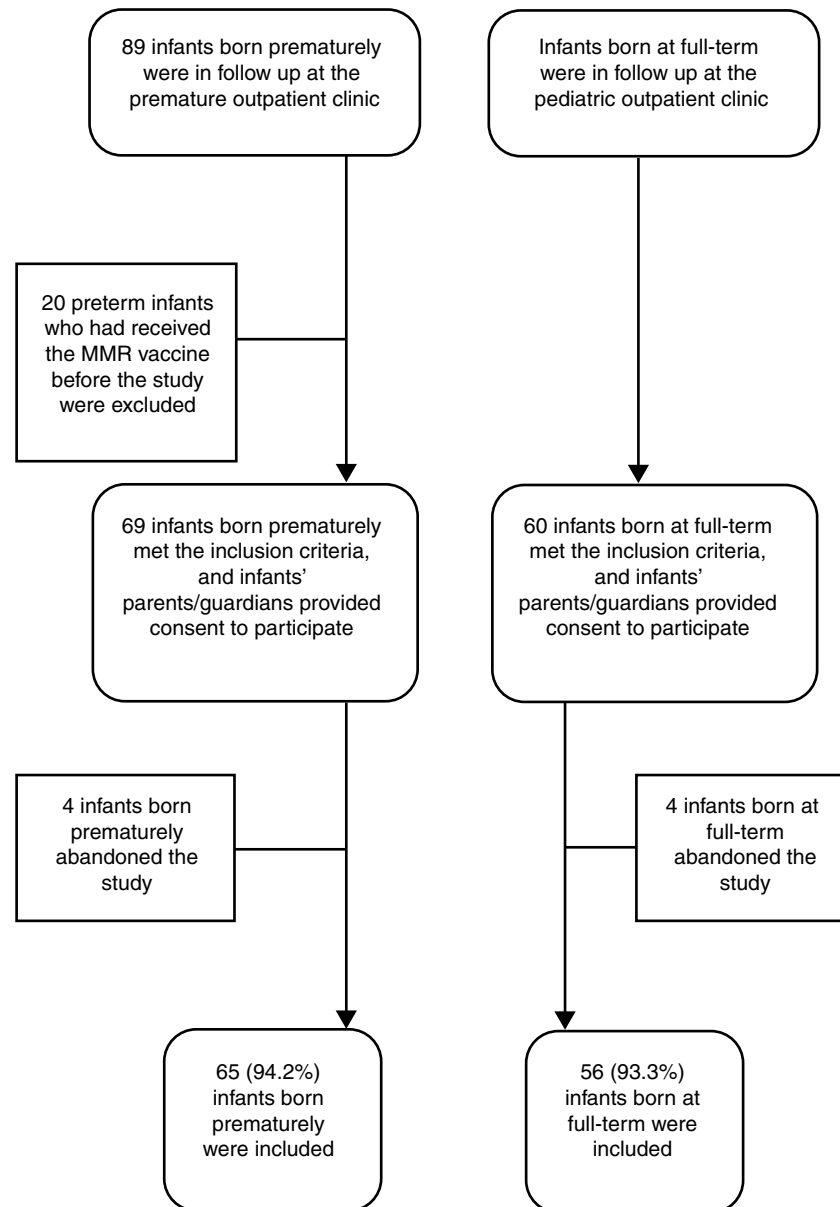 89 infants born prematurely
were in follow up at the
premature outpatient clinic
Infants born at full-term
were in follow up at the
pediatric outpatient clinic
20 preterm infants
who had received
the MMR vaccine
before the study
were excluded
69 infants born prematurely
met the inclusion criteria,
and infants’
parents/guardians provided
consent to participate
60 infants born at full-term
met the inclusion criteria,
and infants’
parents/guardians provided
consent to participate
4 infants born
prematurely
abandoned the
study
4 infants born at
full-term
abandoned the
study
65 (94.2%)
infants born
prematurely
were included
56 (93.3%)
infants born at
full-term were
included